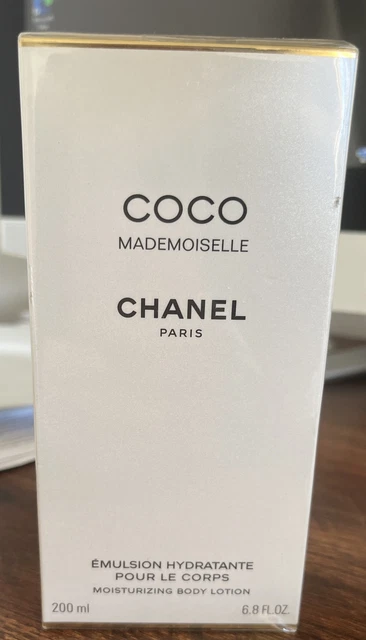 COCO
MADEMOISELLE
CHANEL
PARIS
ÉMULSION HYDRATANTE
POUR LE CORPS
MOISTURIZING BODY LOTION
200 ml 6.8 FL.OZ.